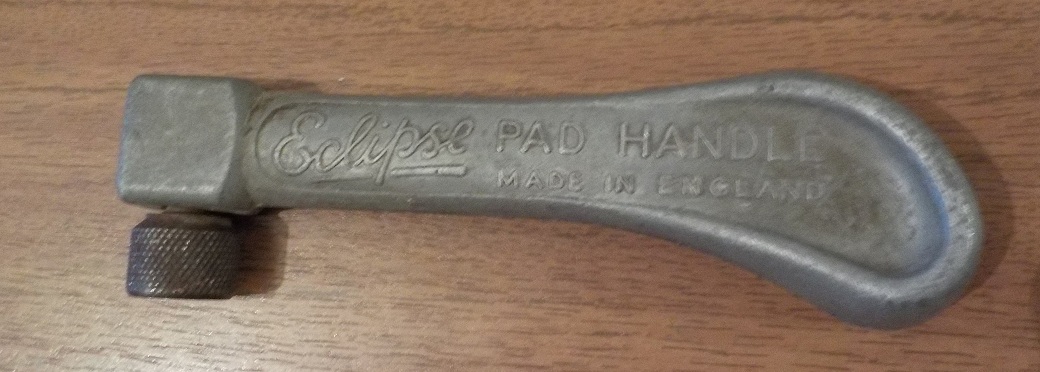 Eclipse PAD HANDLE
MADE IN ENGLAND